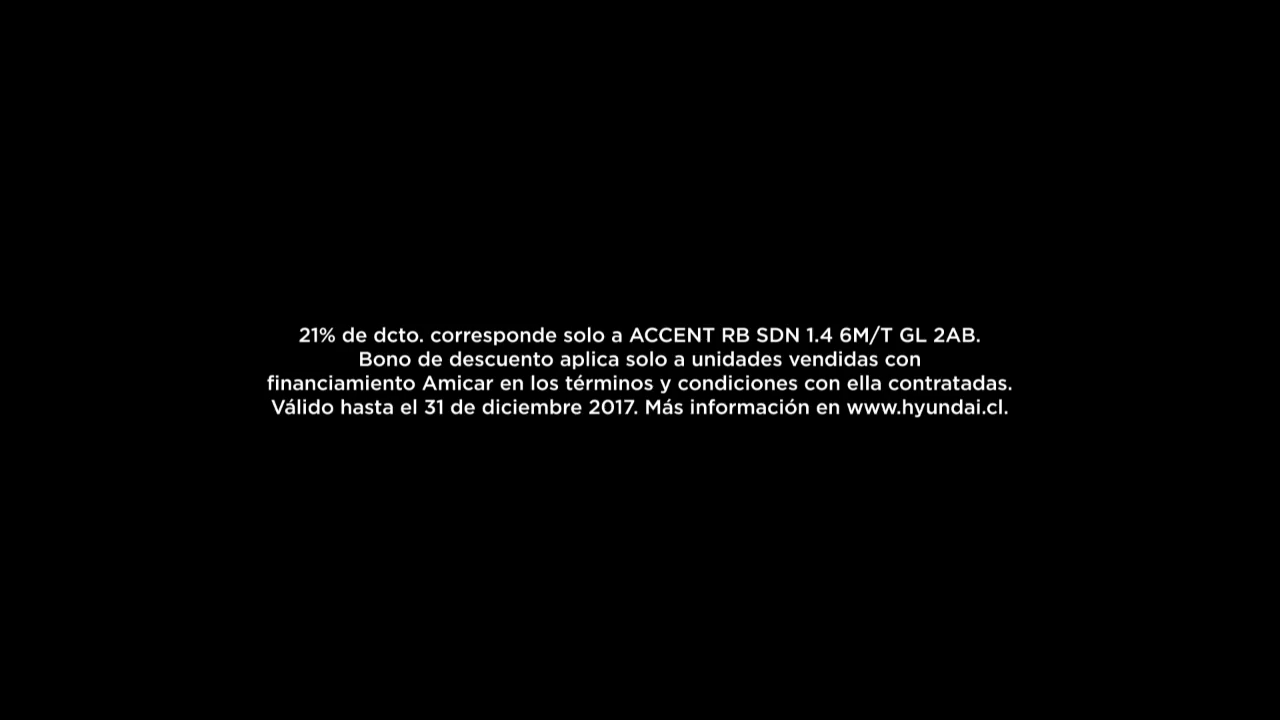 21% de dcto. corresponde solo a ACCENT RB SDN 1.4 6M/T GL 2AB.
Bono de descuento aplica solo a unidades vendidas con
financiamiento Amicar en los términos y condiciones con ella contratadas.
Válido hasta el 31 de diciembre 2017. Más información en www.hyundai.cl.